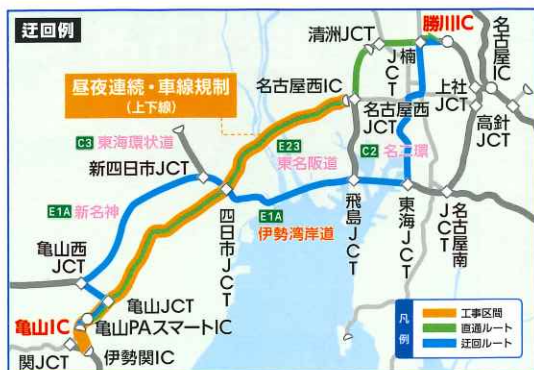 迂回例
昼夜連続・車線規制
(上下線)
清洲JCT
楠JCT
勝川IC
名古屋IC
上社JCT
高針JCT
名古屋西IC
名古屋西JCT
C3 東海環状道
新四日市JCT
E23
東名阪道
C2 名二環
E1A 新名神
E1A
伊勢湾岸道
四日市JCT
飛島JCT
東海JCT
名古屋南JCT
亀山西JCT
亀山JCT
亀山IC
亀山PAスマートIC
関JCT
伊勢関IC
凡例
工事区間
直通ルート
迂回ルート